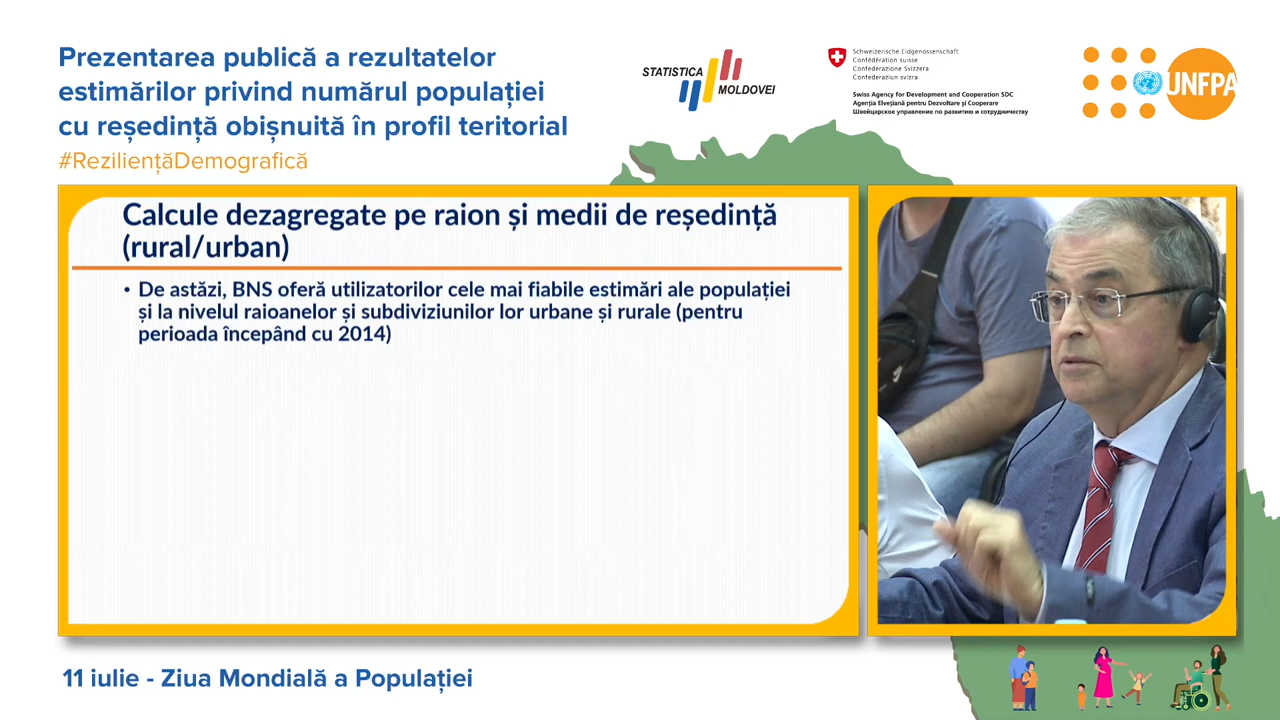 Prezentarea publică a rezultatelor
estimărilor privind numărul populației
cu reședință obișnuită în profil teritorial
#ReziliențăDemografică
STATISTICA
MOLDOVEI
Schweizerische Eidgenossenschaft
Confédération suisse
Confederazione Svizzera
Confederaziun svizra
Swiss Agency for Development and Cooperation SDC
Agenția Elvețiană pentru Dezvoltare și Cooperare
Швейцарское управление по развитию и сотрудничеству
UNFPA
Calcule dezagregate pe raion și medii de reședință
(rural/urban)
• De astăzi, BNS oferă utilizatorilor cele mai fiabile estimări ale populației
și la nivelul raioanelor și subdiviziunilor lor urbane și rurale (pentru
perioada începând cu 2014)
11 iulie - Ziua Mondială a Populației